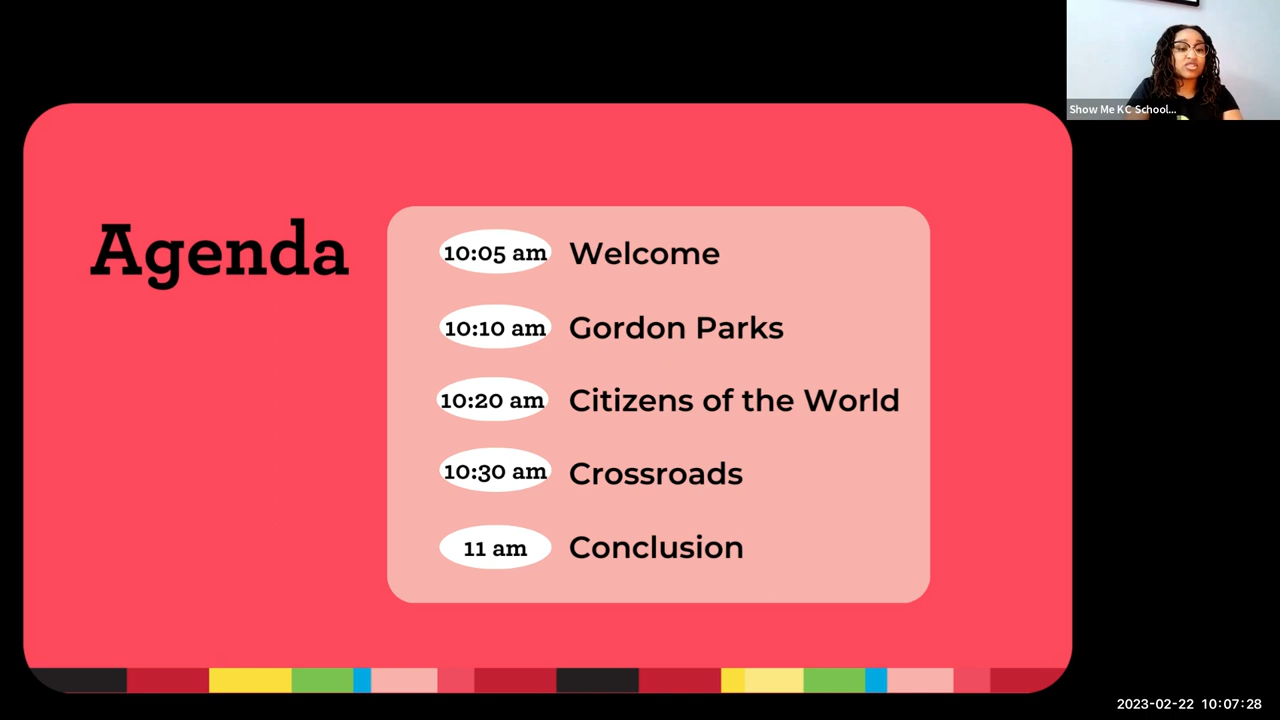 Show Me KC School...
Agenda
10:05 am Welcome
10:10 am Gordon Parks
10:20 am Citizens of the World
10:30 am Crossroads
11 am Conclusion
2023-02-22 10:07:28